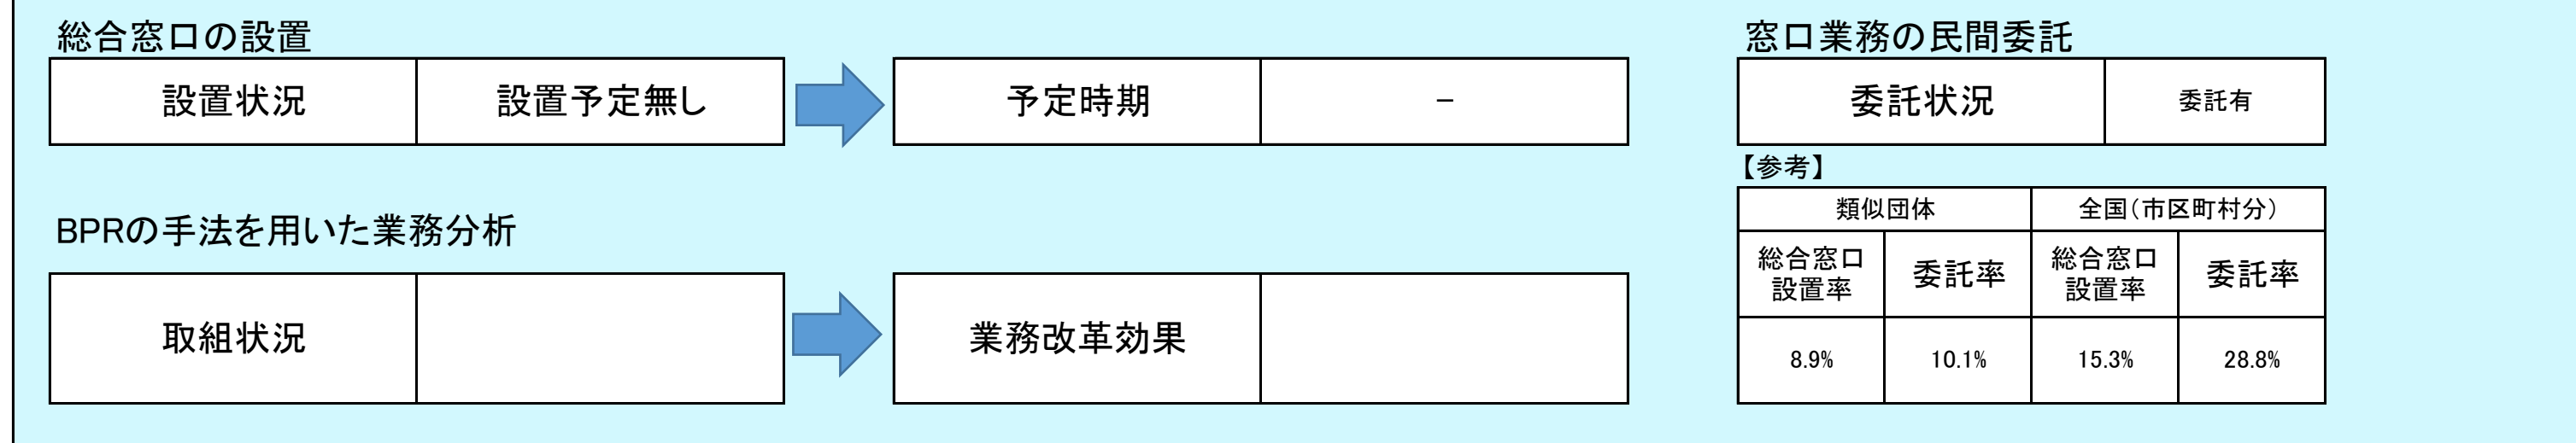 総合窓口の設置
設置状況 設置予定無し 予定時期 −
BPRの手法を用いた業務分析
取組状況 業務改革効果
窓口業務の民間委託
委託状況 委託有
【参考】
類似団体 全国（市区町村分）
総合窓口
設置率 委託率 総合窓口
設置率 委託率
8.9% 10.1% 15.3% 28.8%